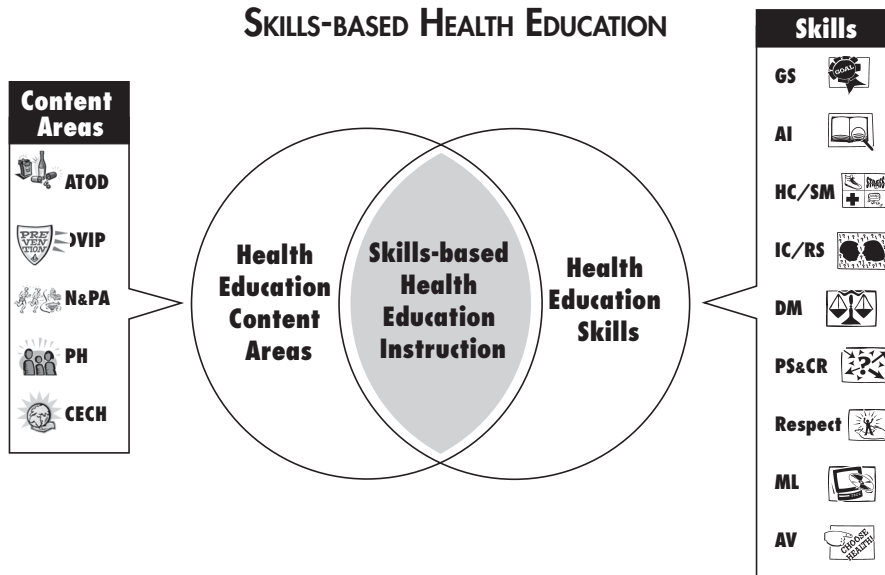 SKILLS-BASED HEALTH EDUCATION
Content
Areas
ATOD
PRE
VEN
TION
VIP
N&PA
PH
CECH
Health
Education
Content
Areas
Skills-based
Health
Education
Instruction
Health
Education
Skills
Skills
GS
GOAL
AI
HC/SM
STRESS
IC/RS
DM
PS&CR
?
Respect
ML
AV
CHOOSE
HEALTH!